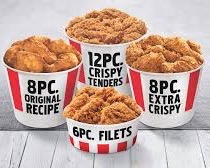 12PC.
CRISPY
TENDERS
8PC.
ORIGINAL
RECIPE
8PC.
EXTRA
CRISPY
6PC. FILETS